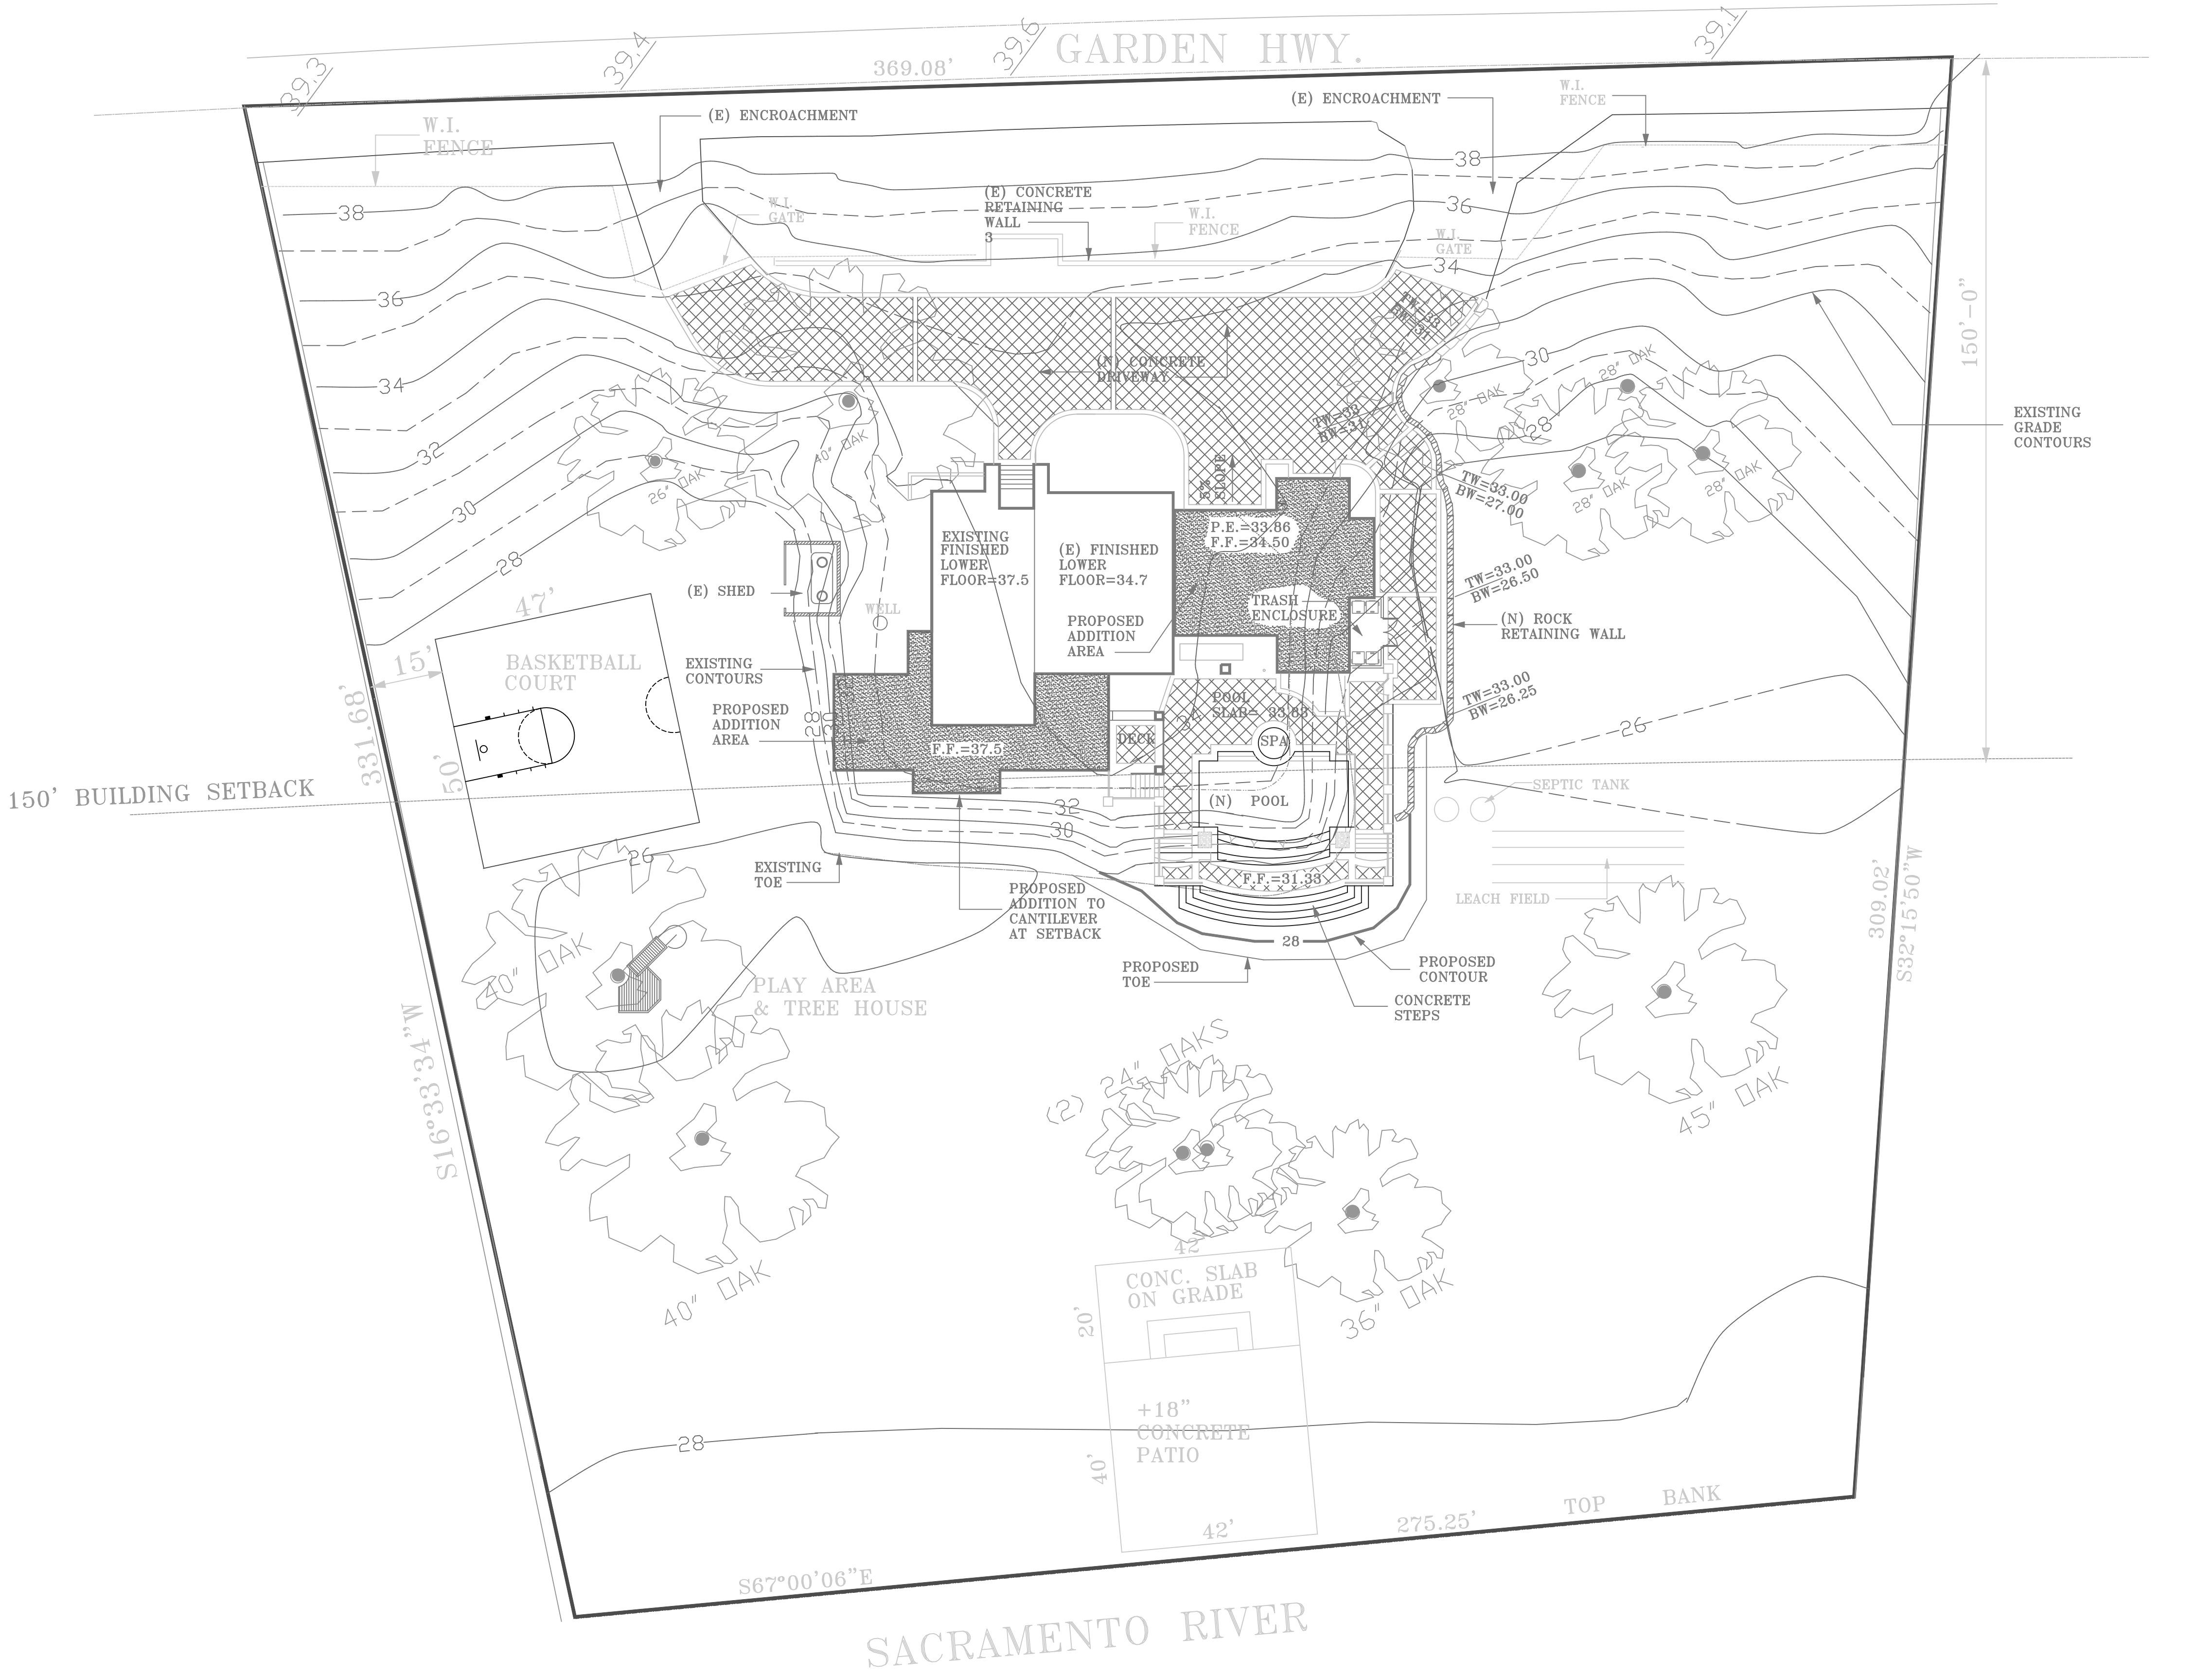 GARDEN HWY.
39.3
39.4
369.08'
39.6
39.1
W.I.
FENCE
(E) ENCROACHMENT
(E) ENCROACHMENT
W.I.
FENCE
38
38
(E) CONCRETE
RETAINING
WALL
3
W.I.
GATE
W.I.
FENCE
36
W.I.
GATE
34
36
TW=33
BW=31
150'-0"
(N) CONCRETE
DRIVEWAY
30
28" OAK
28" OAK
34
TW=33
BW=31
28
EXISTING
GRADE
CONTOURS
32
40" OAK
26" OAK
5%
SLOPE
TW=33.00
BW=27.00
28" OAK
28" OAK
30
28
EXISTING
FINISHED
LOWER
FLOOR=37.5
(E) FINISHED
LOWER
FLOOR=34.7
P.E.=33.86
F.F.=34.50
TW=33.00
BW=26.50
(E) SHED
WELL
TRASH
ENCLOSURE
PROPOSED
ADDITION
AREA
(N) ROCK
RETAINING WALL
47'
15'
BASKETBALL
COURT
50'
EXISTING
CONTOURS
32
28
30
PROPOSED
ADDITION
AREA
F.F.=37.5
DECK
34
POOL
SLAB= 33.83
SPA
TW=33.00
BW=26.25
26
331.68'
S16°33'34"W
150' BUILDING SETBACK
32
30
(N) POOL
SEPTIC TANK
26
EXISTING
TOE
F.F.=31.33
LEACH FIELD
309.02'
S32°15'50"W
PROPOSED
ADDITION TO
CANTILEVER
AT SETBACK
28
PROPOSED
TOE
PROPOSED
CONTOUR
CONCRETE
STEPS
40" OAK
PLAY AREA
& TREE HOUSE
(2) 24" OAKS
45" OAK
40" OAK
36" OAK
42'
CONC. SLAB
ON GRADE
20'
+18"
CONCRETE
PATIO
40'
42'
28
275.25'
TOP BANK
S67°00'06"E
SACRAMENTO RIVER